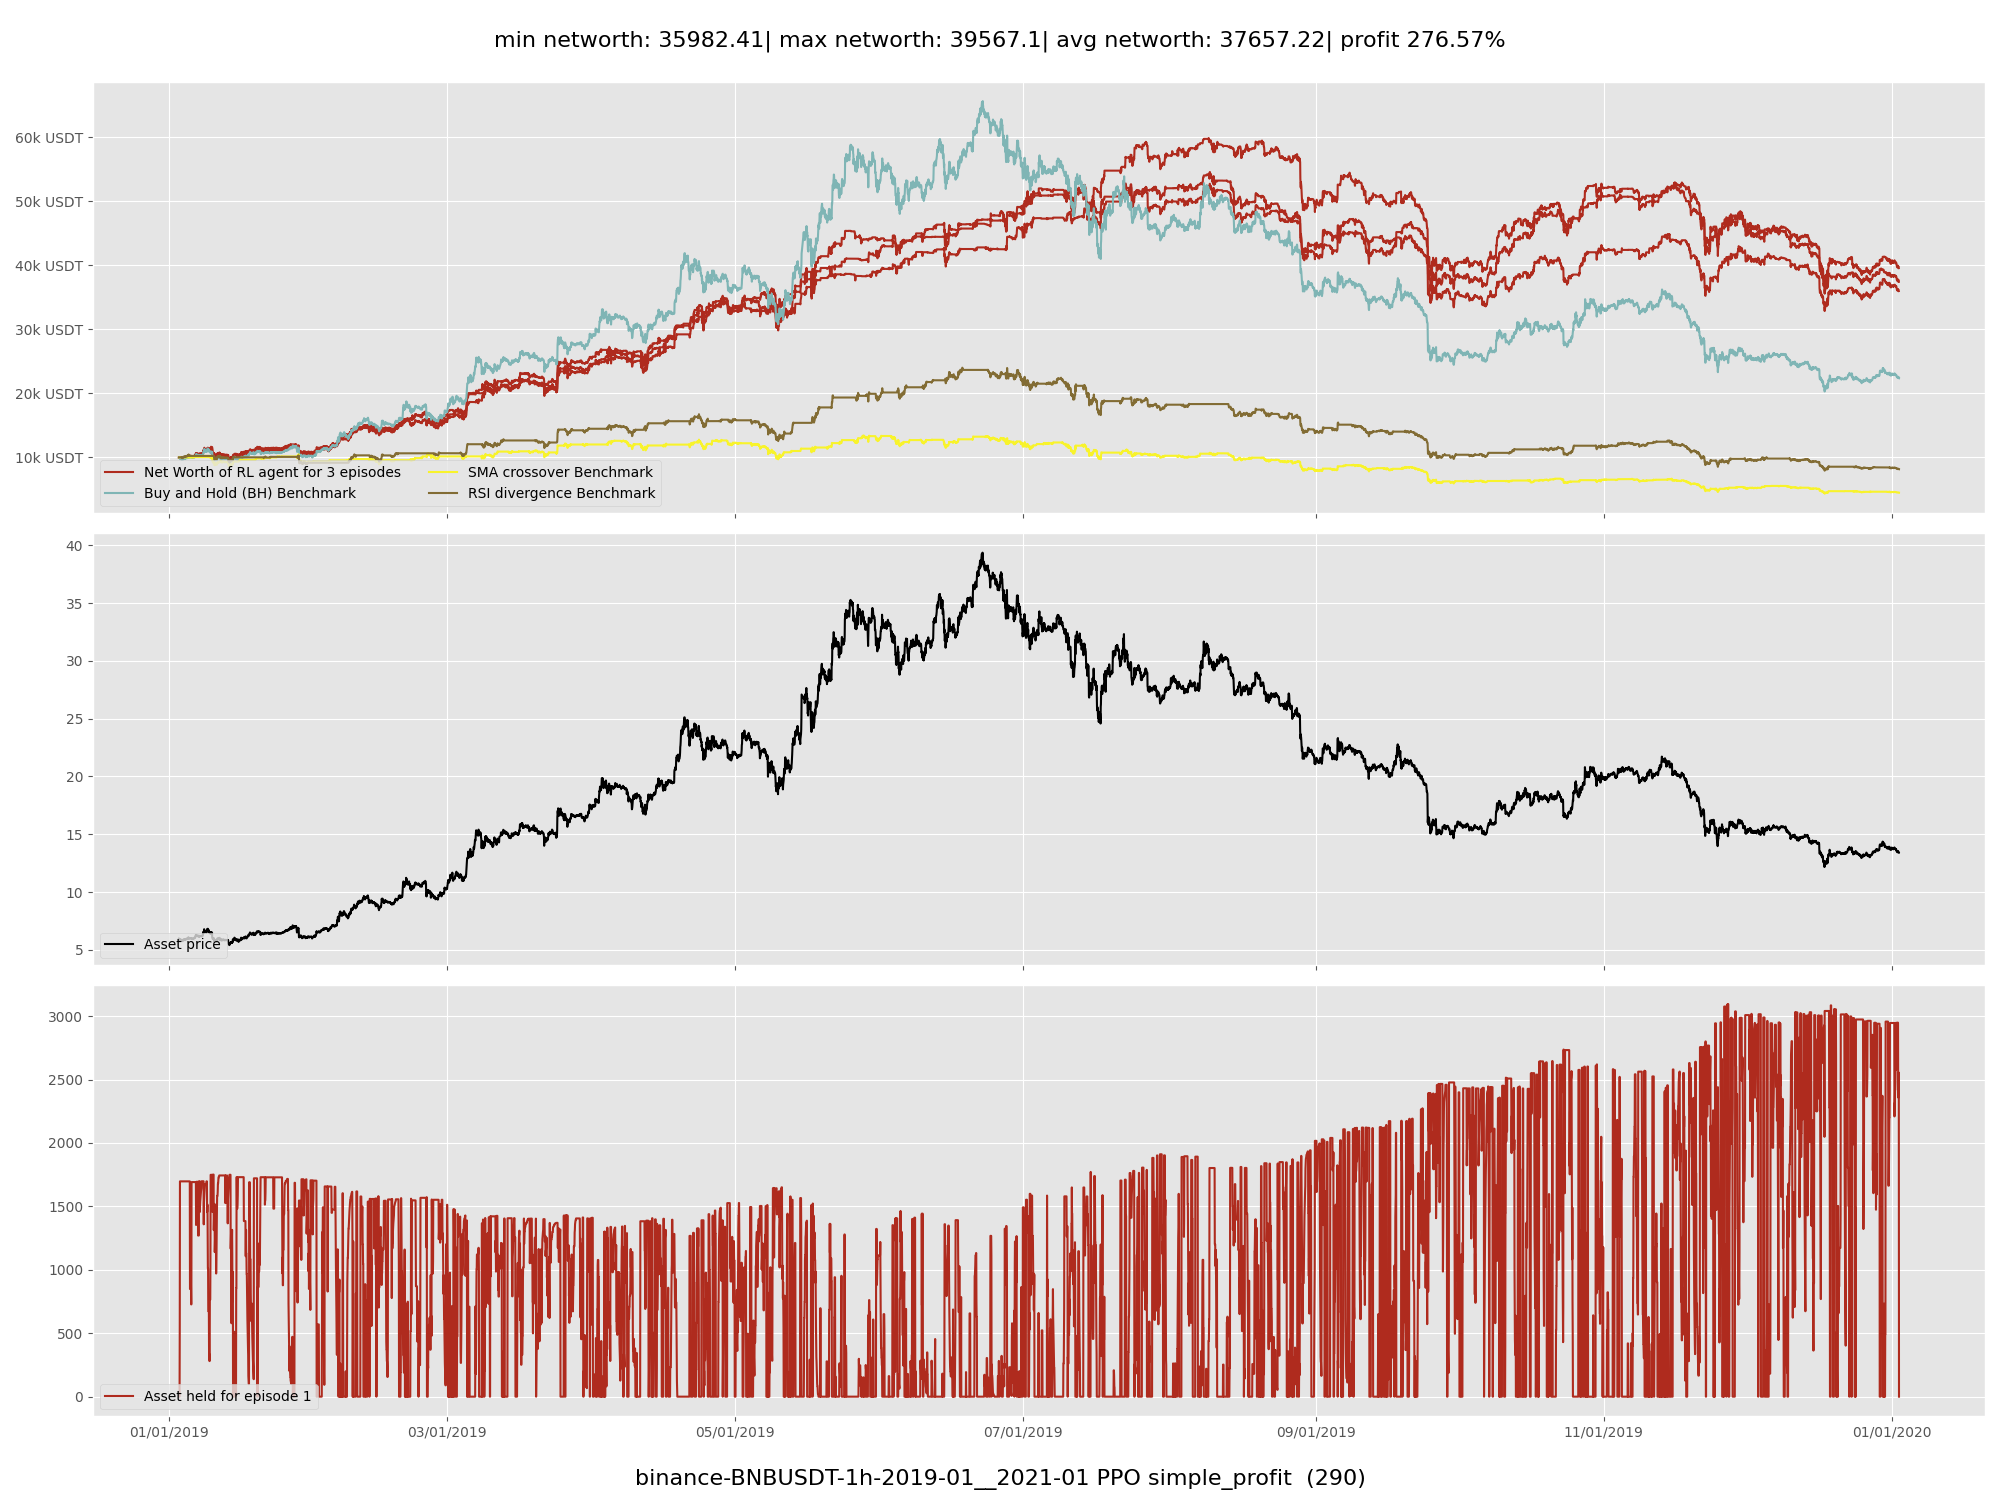 min networth: 35982.41| max networth: 39567.1| avg networth: 37657.22| profit 276.57%
60k USDT
50k USDT
40k USDT
30k USDT
20k USDT
10k USDT
Net Worth of RL agent for 3 episodes
Buy and Hold (BH) Benchmark
SMA crossover Benchmark
RSI divergence Benchmark
40
35
30
25
20
15
10
5
Asset price
3000
2500
2000
1500
1000
500
0
Asset held for episode 1
01/01/2019 03/01/2019 05/01/2019 07/01/2019 09/01/2019 11/01/2019 01/01/2020
binance-BNBUSDT-1h-2019-01__2021-01 PPO simple_profit (290)